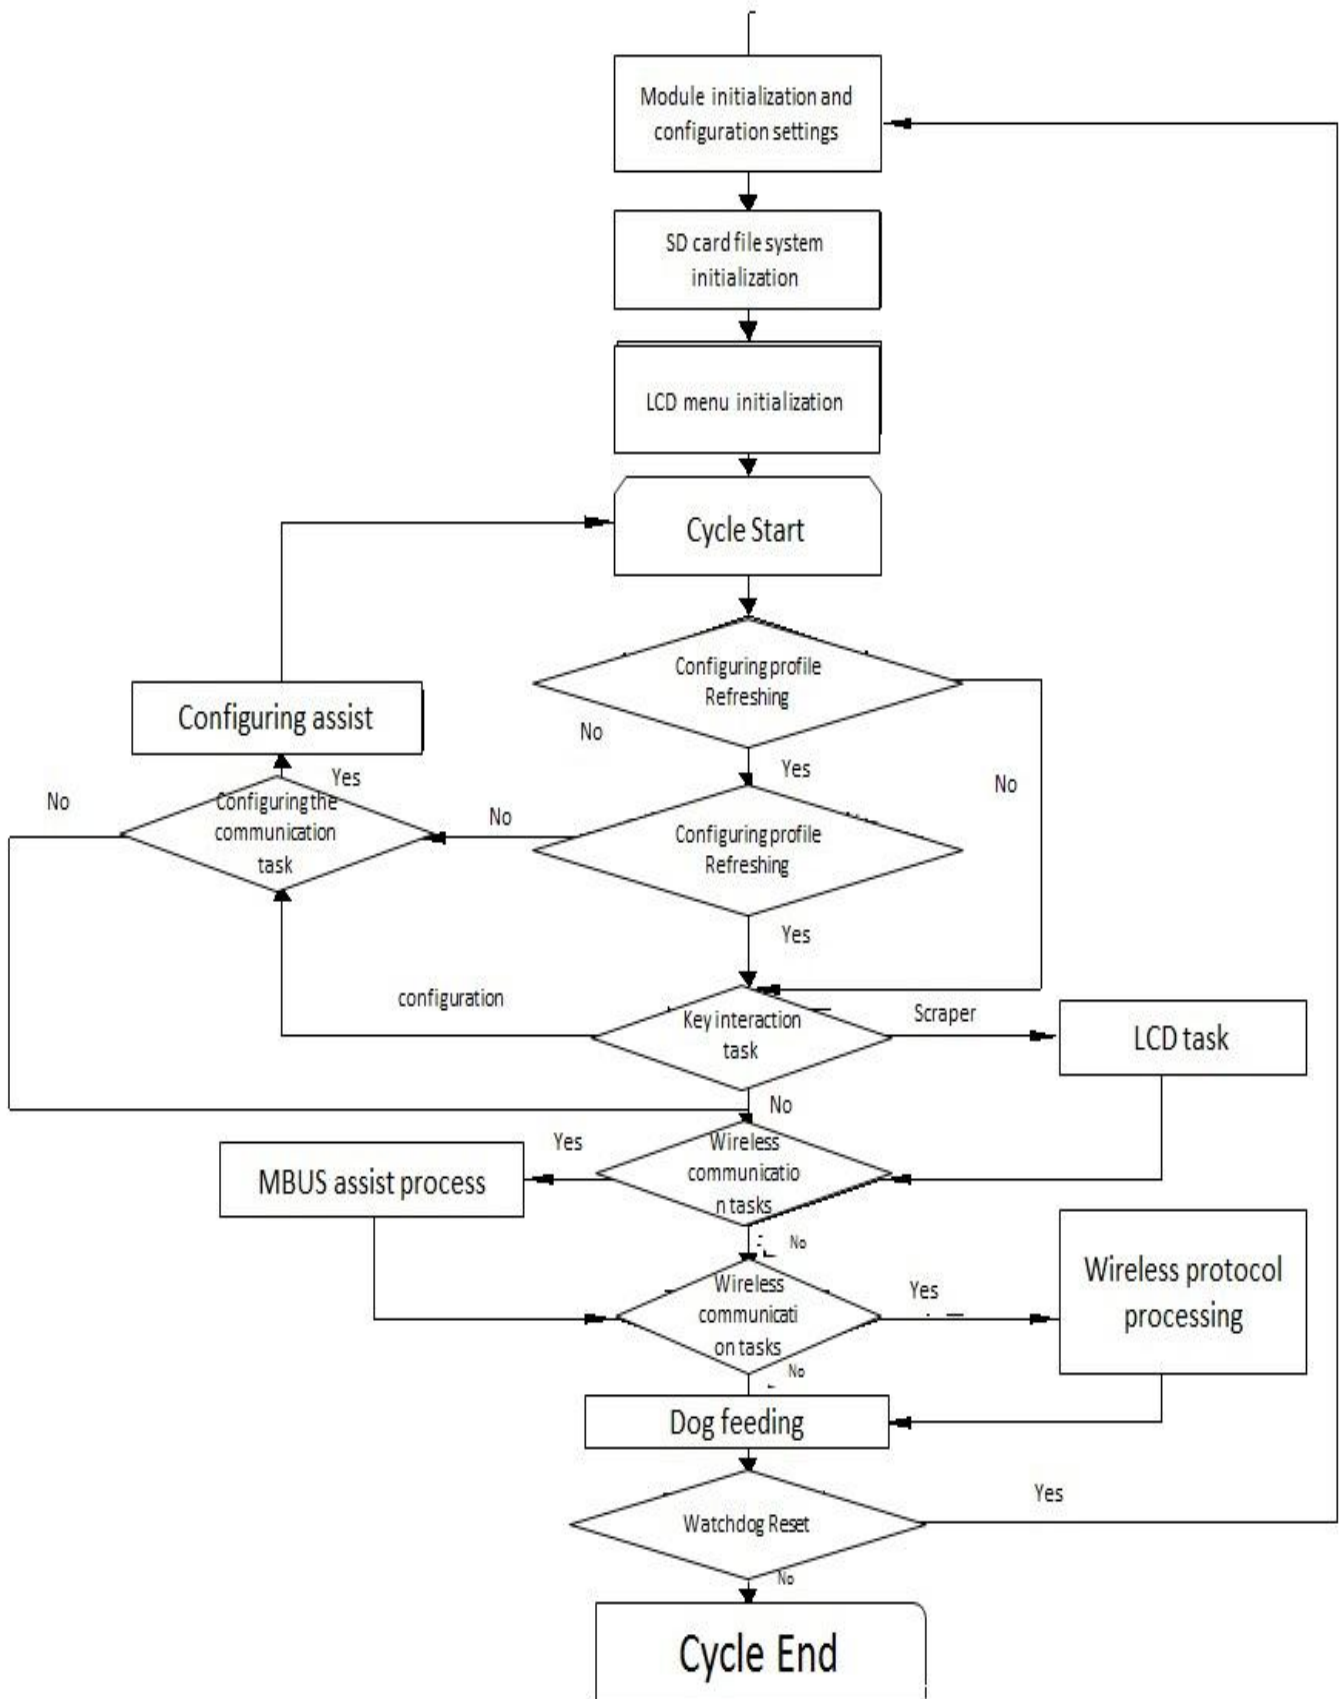 Module initialization and
configuration settings
SD card file system
initialization
LCD menu initialization
Cycle Start
Configuring profile
Refreshing
No
Yes
No
Configuring assist
Yes
No
Configuring the
communication
task
No
Configuring profile
Refreshing
Yes
configuration
Key interaction
task
Scraper
LCD task
No
Yes
Wireless
communicatio
n tasks
MBUS assist process
No
Wireless
communicati
on tasks
Yes
Wireless protocol
processing
No
Dog feeding
Watchdog Reset
Yes
No
Cycle End